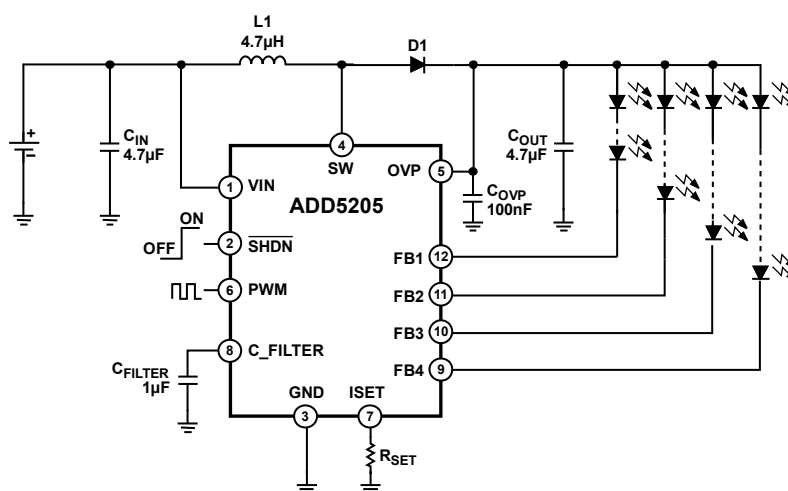 L1
4.7µH
D1
+
–
CIN
4.7µF
4
SW
OVP
5
COUT
4.7µF
1
VIN
COVP
100nF
ADD5205
ON
OFF
2
SHDN
FB1
12
6
PWM
FB2
11
8
C_FILTER
FB3
10
CFILTER
1µF
FB4
9
GND
ISET
3
7
RSET